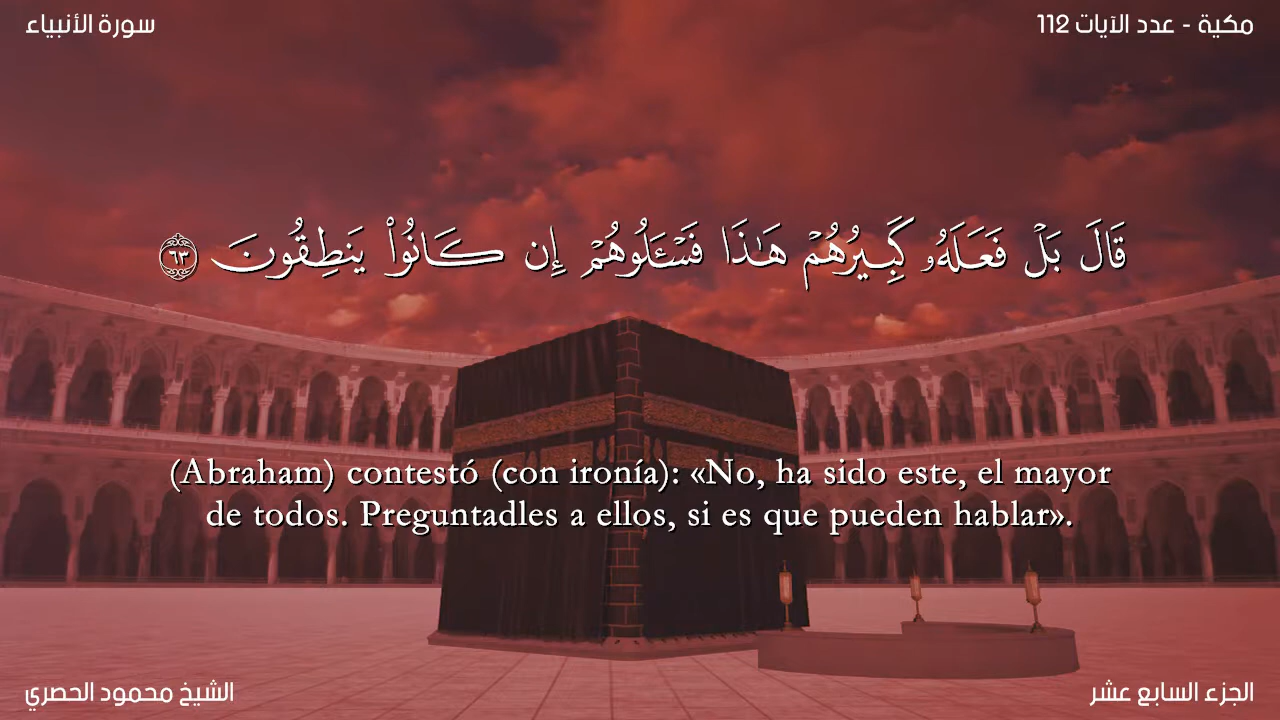 سورة الأنبياء
مكية - عدد الآيات 112
قَالَ بَلْ فَعَلَهُۥ كَبِيرُهُمْ هَـٰذَا فَسْـَٔلُوهُمْ إِن كَانُوا۟ يَنطِقُونَ ٦٣
(Abraham) contestó (con ironía): «No, ha sido este, el mayor
de todos. Preguntadles a ellos, si es que pueden hablar».
الشيخ محمود الحصري
الجزء السابع عشر